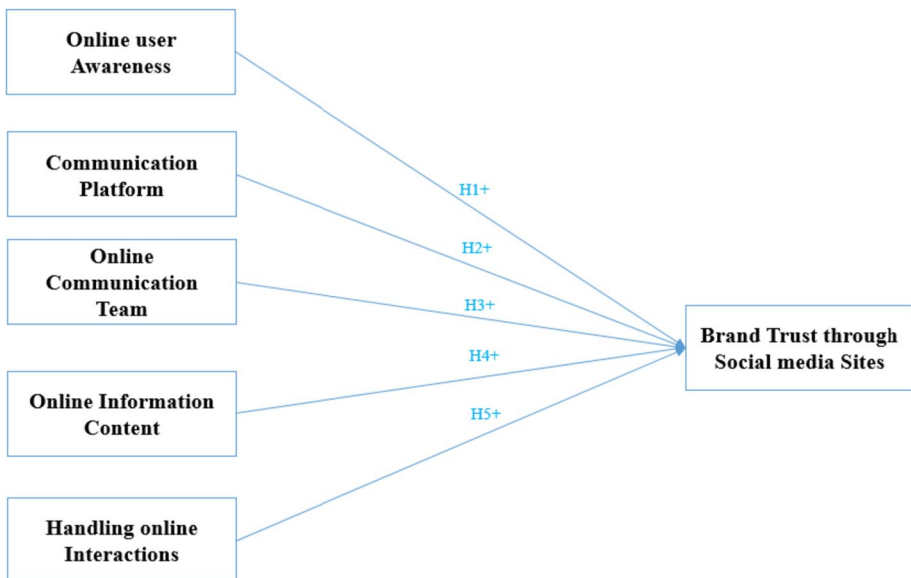 Online user
Awareness
Communication
Platform
Online
Communication
Team
Online Information
Content
Handling online
Interactions
H1+
H2+
H3+
H4+
H5+
Brand Trust through
Social media Sites